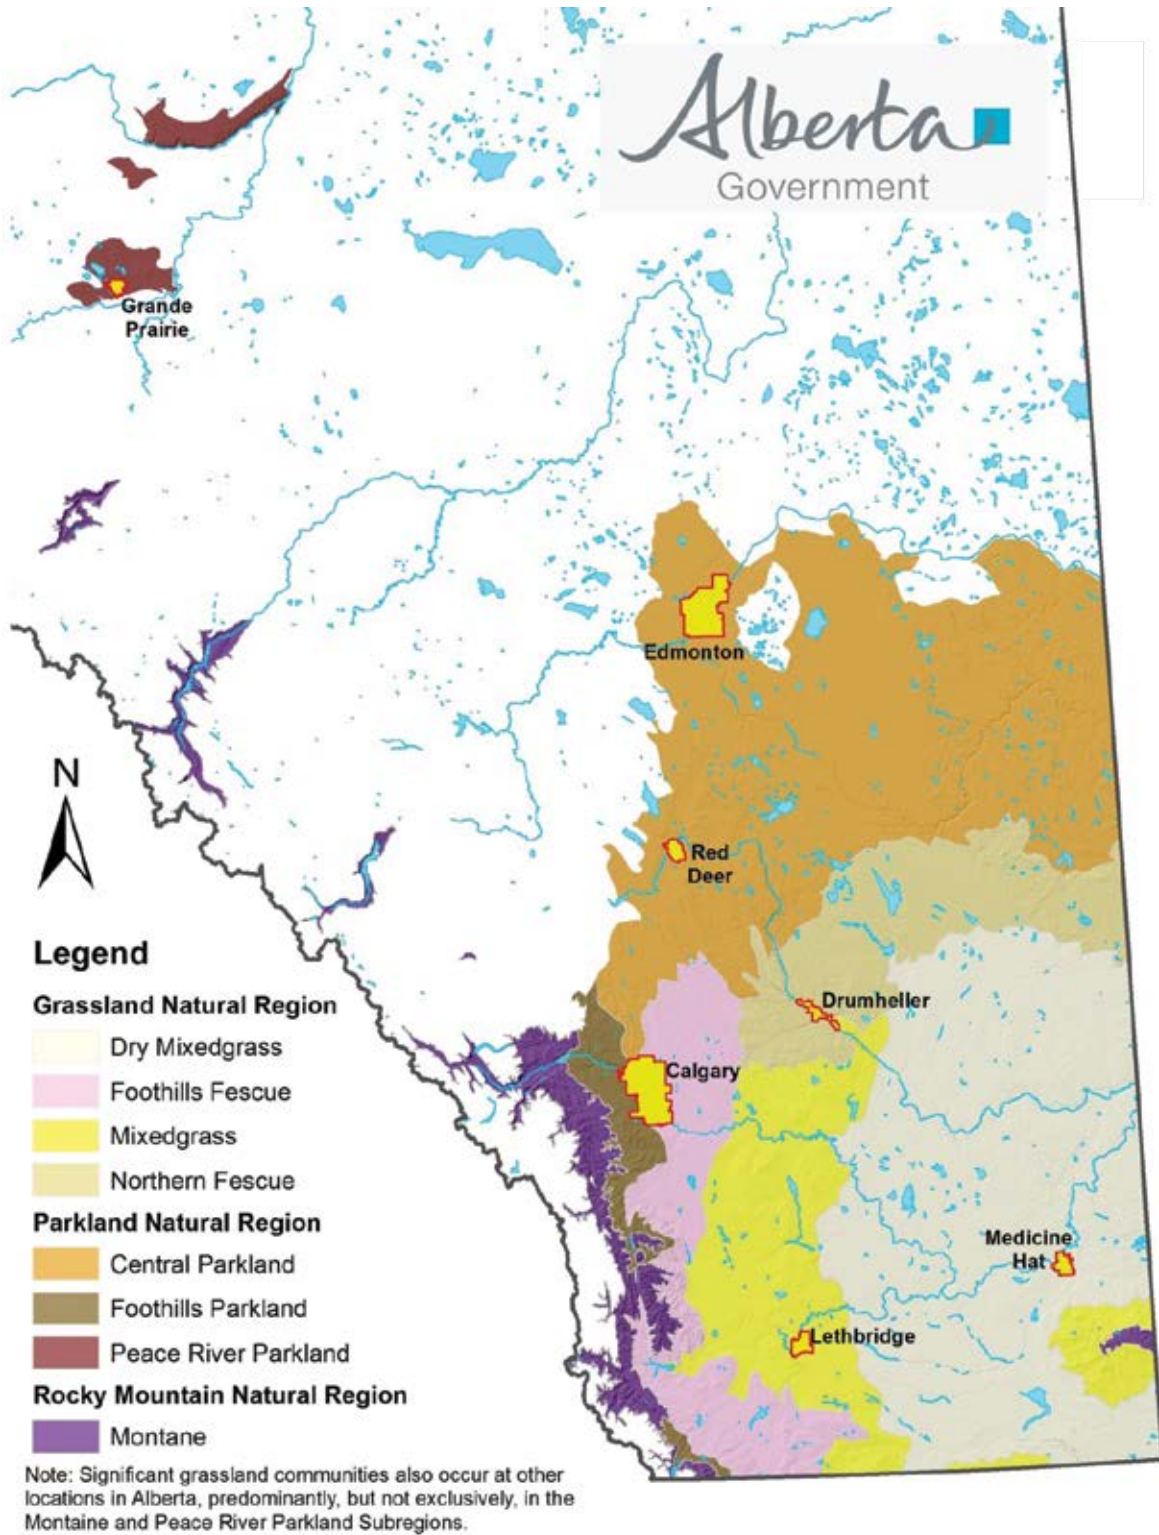 Alberta
Government
Grande
Prairie
Edmonton
Red
Deer
N
Legend
Grassland Natural Region
Dry Mixedgrass
Foothills Fescue
Mixedgrass
Northern Fescue
Parkland Natural Region
Central Parkland
Foothills Parkland
Peace River Parkland
Rocky Mountain Natural Region
Montane
Drumheller
Calgary
Medicine
Hat
Lethbridge
Note: Significant grassland communities also occur at other
locations in Alberta, predominantly, but not exclusively, in the
Montaine and Peace River Parkland Subregions.